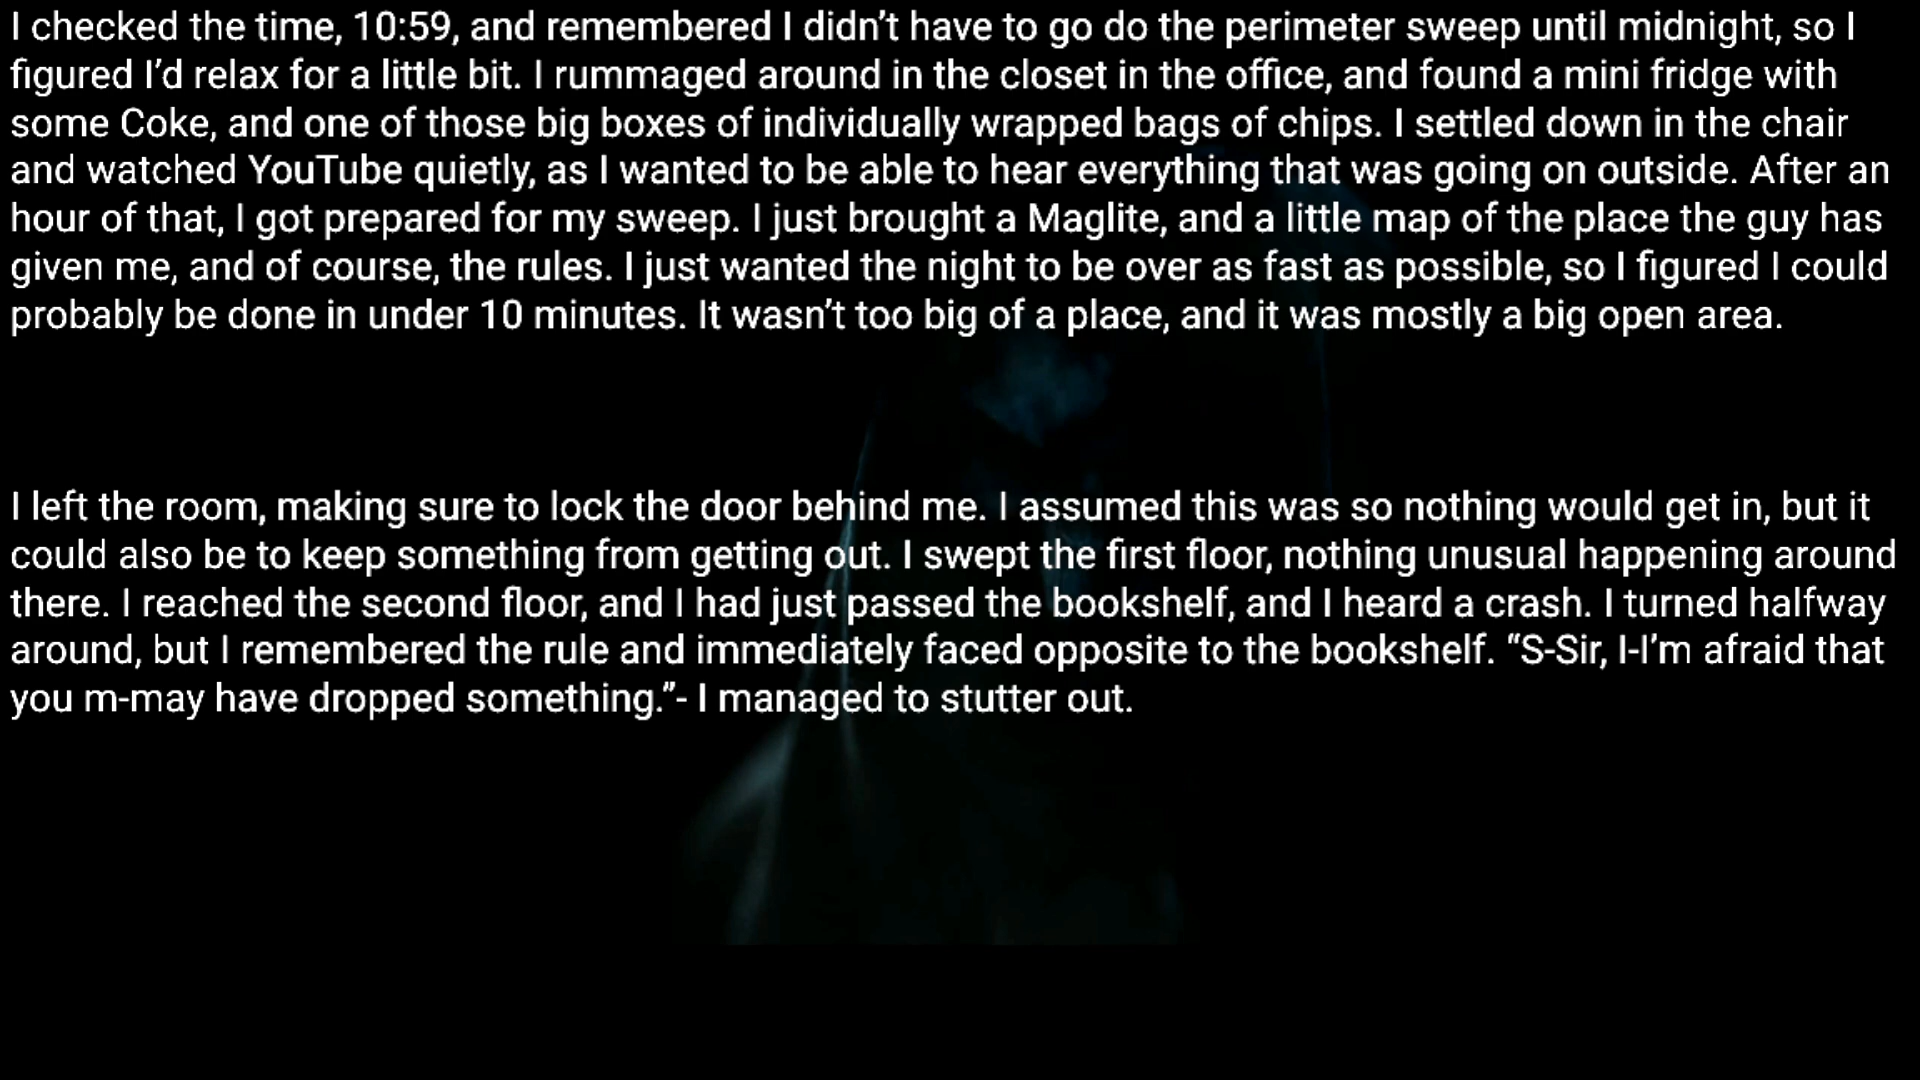 I checked the time, 10:59, and remembered I didn’t have to go do the perimeter sweep until midnight, so I
figured I’d relax for a little bit. I rummaged around in the closet in the office, and found a mini fridge with
some Coke, and one of those big boxes of individually wrapped bags of chips. I settled down in the chair
and watched YouTube quietly, as I wanted to be able to hear everything that was going on outside. After an
hour of that, I got prepared for my sweep. I just brought a Maglite, and a little map of the place the guy has
given me, and of course, the rules. I just wanted the night to be over as fast as possible, so I figured I could
probably be done in under 10 minutes. It wasn’t too big of a place, and it was mostly a big open area.
I left the room, making sure to lock the door behind me. I assumed this was so nothing would get in, but it
could also be to keep something from getting out. I swept the first floor, nothing unusual happening around
there. I reached the second floor, and I had just passed the bookshelf, and I heard a crash. I turned halfway
around, but I remembered the rule and immediately faced opposite to the bookshelf. “S-Sir, I-I’m afraid that
you m-may have dropped something.”- I managed to stutter out.